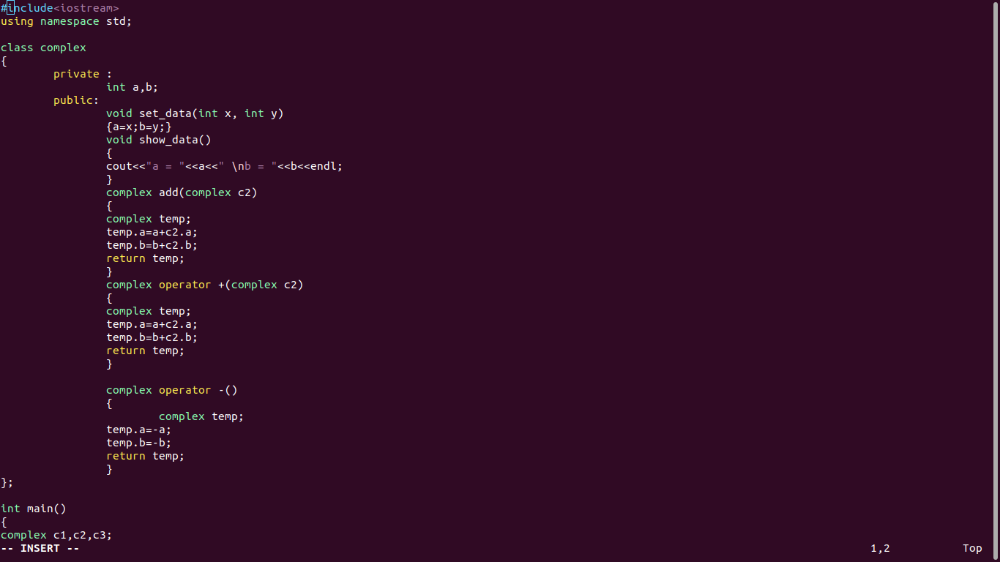 #include<iostream>
using namespace std;

class complex
{
        private :
                int a,b;
        public:
                void set_data(int x, int y)
                {a=x;b=y;}
                void show_data()
                {
                cout<<"a = "<<a<<" \nb = "<<b<<endl;
                }
                complex add(complex c2)
                {
                complex temp;
                temp.a=a+c2.a;
                temp.b=b+c2.b;
                return temp;
                }
                complex operator +(complex c2)
                {
                complex temp;
                temp.a=a+c2.a;
                temp.b=b+c2.b;
                return temp;
                }

                complex operator -()
                {
                        complex temp;
                temp.a=-a;
                temp.b=-b;
                return temp;
                }
};

int main()
{
complex c1,c2,c3;
-- INSERT -- 1,2 Top